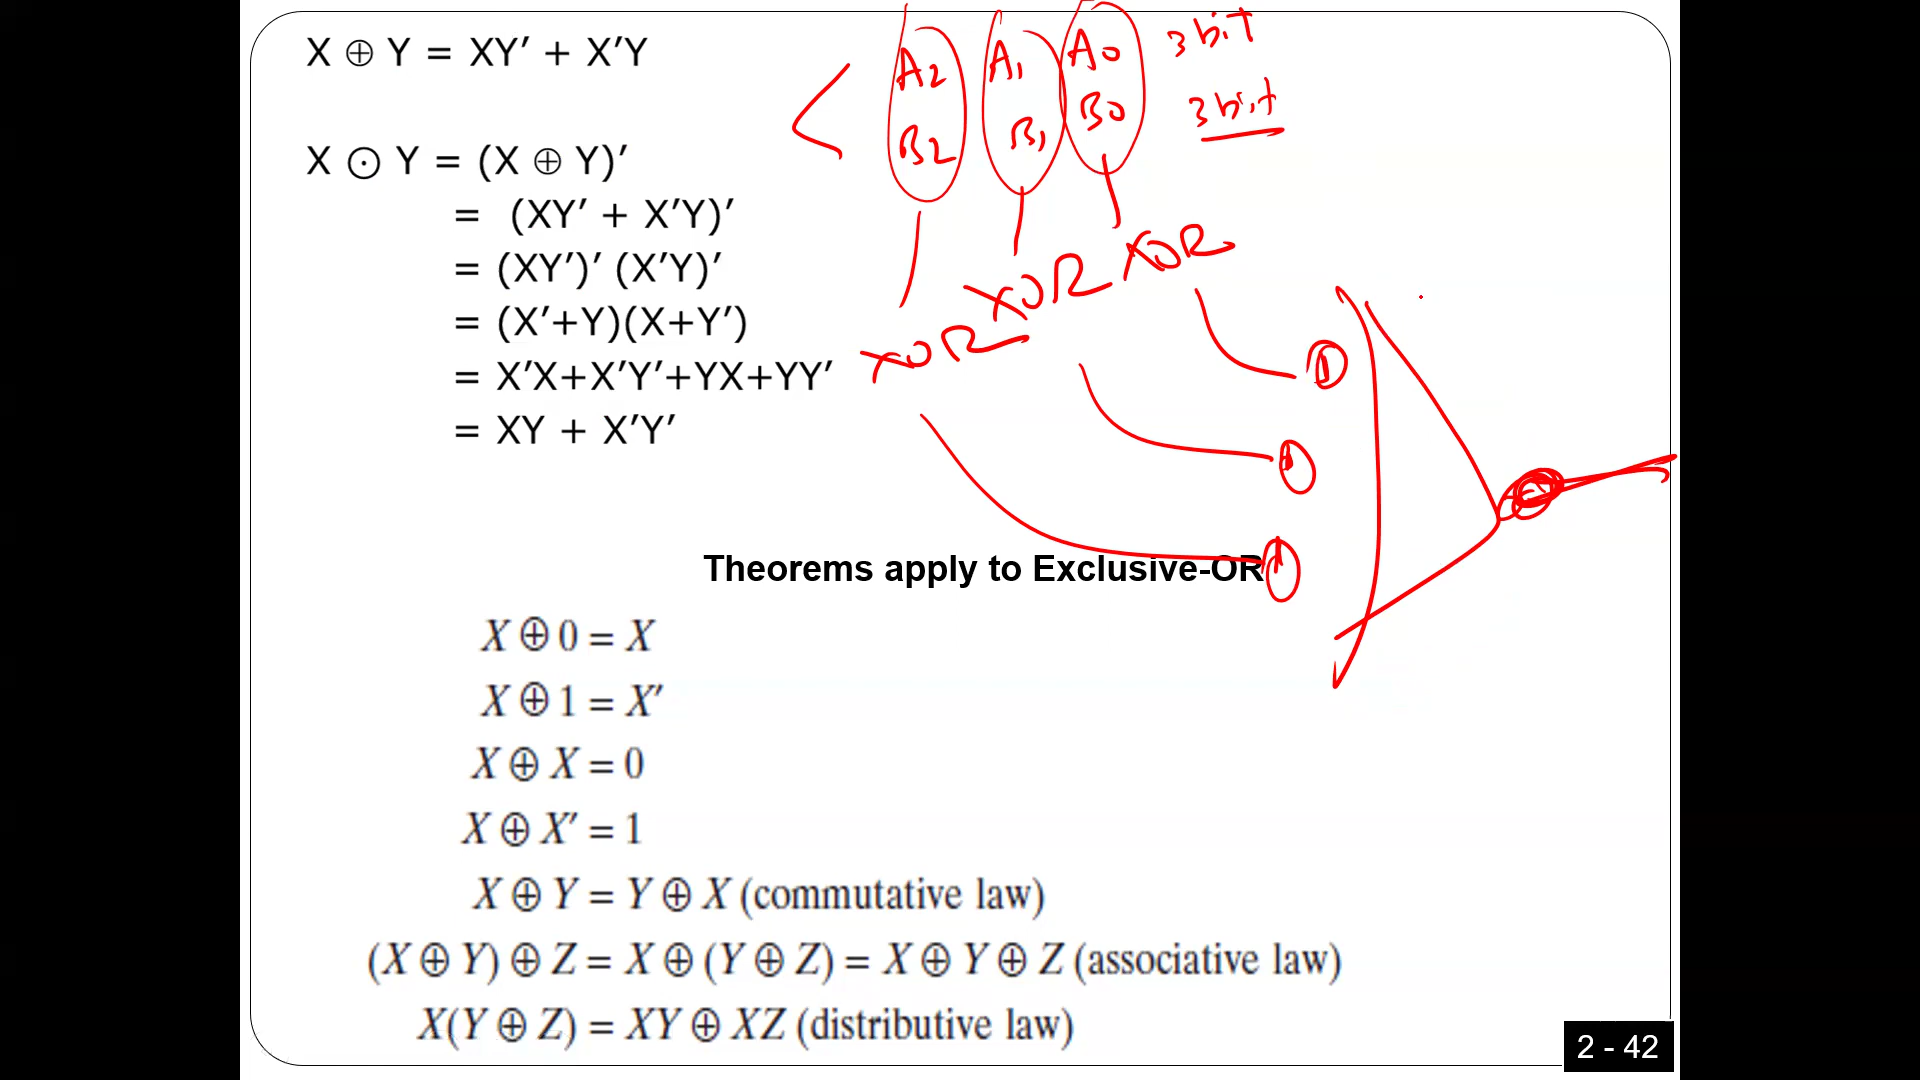 X ⊕ Y = XY′ + X′Y
X ⊙ Y = (X ⊕ Y)′
= (XY′ + X′Y)′
= (XY′)′ (X′Y)′
= (X′+Y)(X+Y′)
= X′X+X′Y′+YX+YY′
= XY + X′Y′
A2 A1 A0 3 bit
B2 B1 B0 3 bit
XOR XOR XOR
Theorems apply to Exclusive-OR
X ⊕ 0 = X
X ⊕ 1 = X′
X ⊕ X = 0
X ⊕ X′ = 1
X ⊕ Y = Y ⊕ X (commutative law)
(X ⊕ Y) ⊕ Z = X ⊕ (Y ⊕ Z) = X ⊕ Y ⊕ Z (associative law)
X(Y ⊕ Z) = XY ⊕ XZ (distributive law)
2 - 42